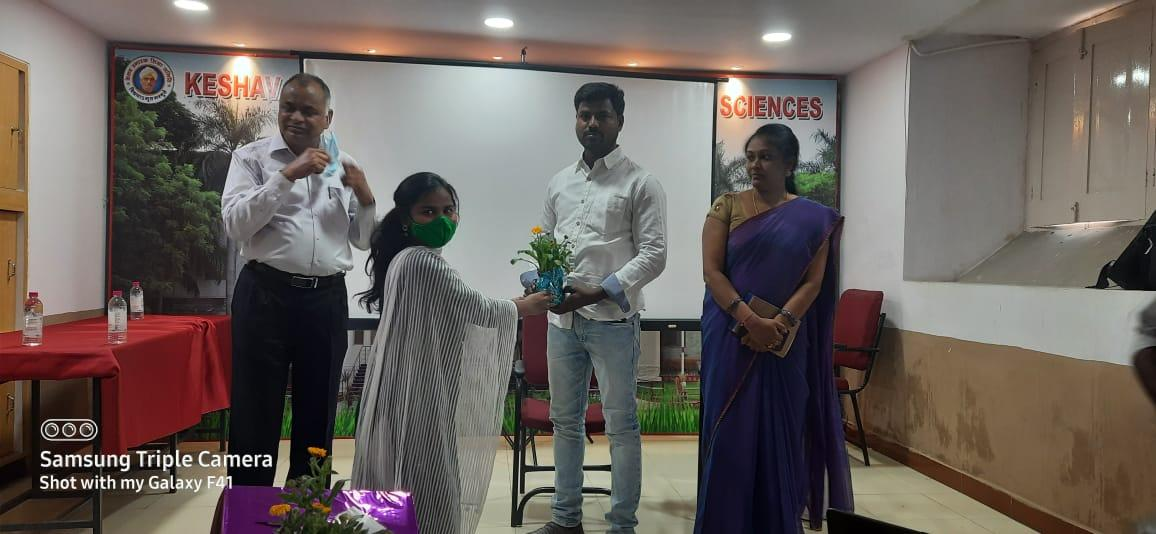 KESHAV
SCIENCES
Samsung Triple Camera
Shot with my Galaxy F41